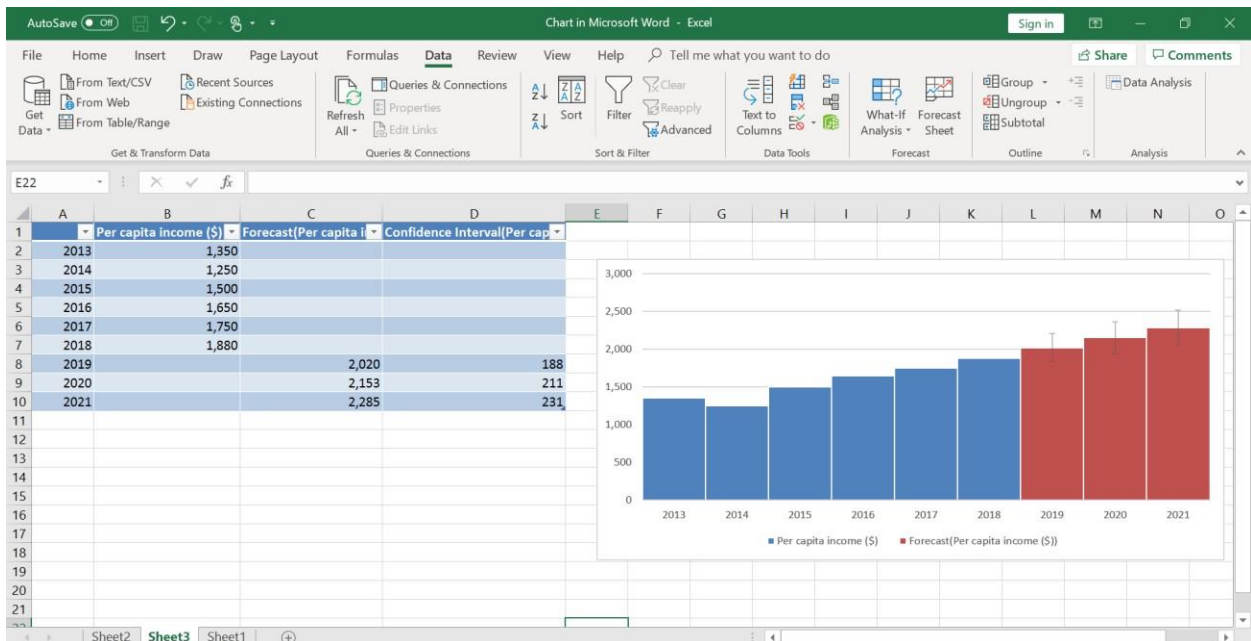 AutoSave Off
Chart in Microsoft Word - Excel
Sign in
File Home Insert Draw Page Layout Formulas Data Review View Help Tell me what you want to do Share Comments
Get Data
From Text/CSV
From Web
From Table/Range
Recent Sources
Existing Connections
Get & Transform Data
Refresh All
Queries & Connections
Properties
Edit Links
Queries & Connections
Sort
Filter
Clear
Reapply
Advanced
Sort & Filter
Text to Columns
Data Tools
What-If Analysis
Forecast Sheet
Forecast
Group
Ungroup
Subtotal
Outline
Data Analysis
Analysis
E22 fx
A B C D E F G H I J K L M N O
1 Per capita income ($) Forecast(Per capita i Confidence Interval(Per cap
2 2013 1,350
3 2014 1,250
4 2015 1,500
5 2016 1,650
6 2017 1,750
7 2018 1,880
8 2019 2,020 188
9 2020 2,153 211
10 2021 2,285 231
11
12
13
14
15
16
17
18
19
20
21
3,000
2,500
2,000
1,500
1,000
500
0
2013 2014 2015 2016 2017 2018 2019 2020 2021
Per capita income ($) Forecast(Per capita income ($))
Sheet2 Sheet3 Sheet1